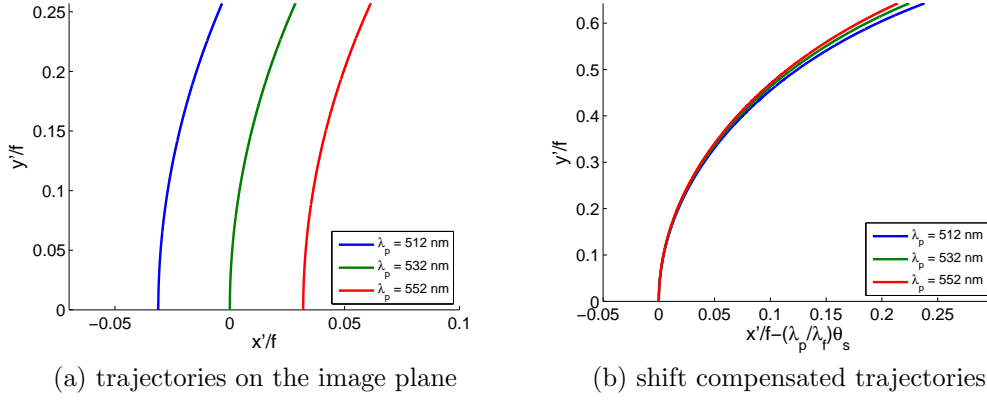 0.25
0.2
0.15
0.1
0.05
0
y'/f
−0.05 0 0.05 0.1
x'/f
λp = 512 nm
λp = 532 nm
λp = 552 nm
(a) trajectories on the image plane
0.6
0.5
0.4
0.3
0.2
0.1
0
y'/f
−0.05 0 0.05 0.1 0.15 0.2 0.25
x'/f−(λp/λf)θs
λp = 512 nm
λp = 532 nm
λp = 552 nm
(b) shift compensated trajectories